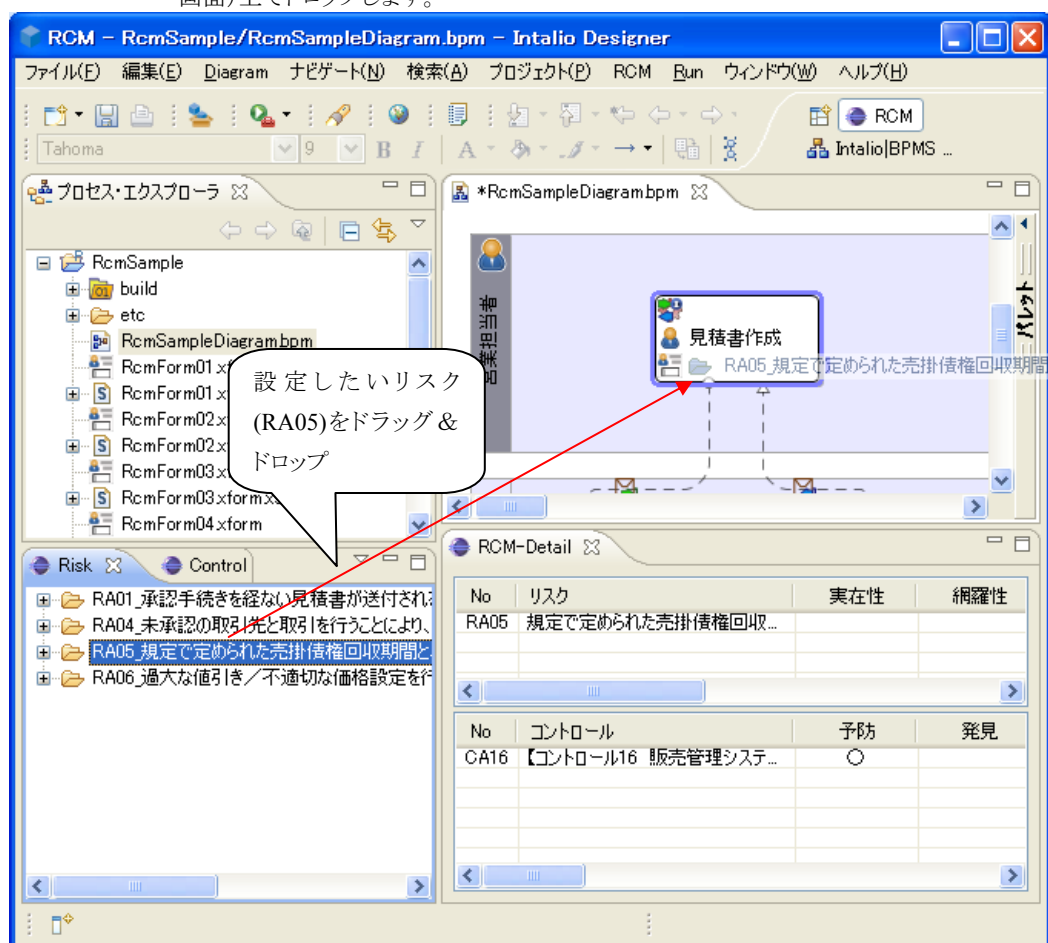 画面)上でドロップします。
RCM - RcmSample/RcmSampleDiagram.bpm - Intalio Designer
ファイル(F) 編集(E) Diagram ナビゲート(N) 検索(A) プロジェクト(P) RCM Run ウィンドウ(W) ヘルプ(H)
RCM
Tahoma 9 B I A Intalio|BPMS ...
プロセス・エクスプローラ
*RcmSampleDiagram.bpm
RcmSample
build
etc
RcmSampleDiagram.bpm
RcmForm01.xf
RcmForm01.x
RcmForm02.x
RcmForm02.x
RcmForm03.x
RcmForm03.xform.xs
RcmForm04.xform
営業担当者
見積書作成
RA05_規定で定められた売掛債権回収期間
パレット
設定したいリスク
(RA05)をドラッグ&
ドロップ
Risk Control
RA01_承認手続きを経ない見積書が送付され
RA04_未承認の取引先と取引を行うことにより、
RA05_規定で定められた売掛債権回収期間と
RA06_過大な値引き/不適切な価格設定を行
RCM-Detail
No リスク 実在性 網羅性
RA05 規定で定められた売掛債権回収...
No コントロール 予防 発見
CA16 【コントロール16 販売管理システ... ○